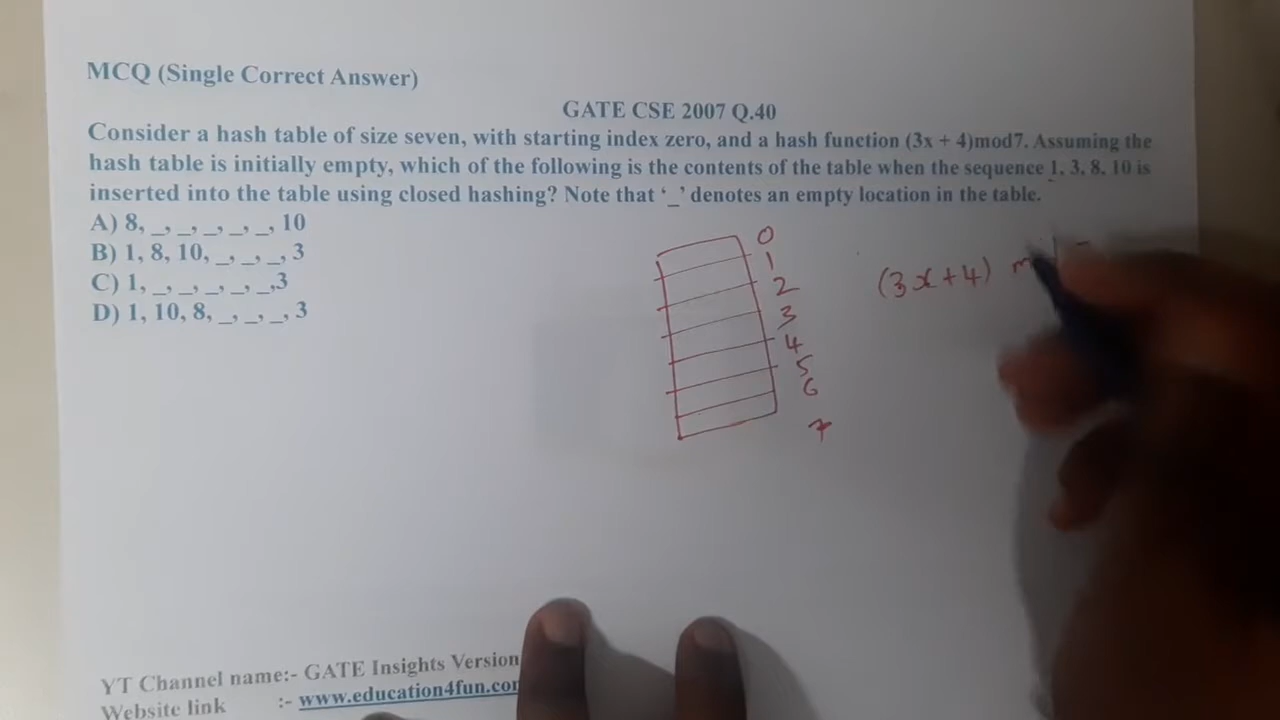 MCQ (Single Correct Answer)
GATE CSE 2007 Q.40
Consider a hash table of size seven, with starting index zero, and a hash function (3x + 4)mod7. Assuming the
hash table is initially empty, which of the following is the contents of the table when the sequence 1, 3, 8, 10 is
inserted into the table using closed hashing? Note that ‘_’ denotes an empty location in the table.
A) 8, _, _, _, _, _, 10
B) 1, 8, 10, _, _, _, 3
C) 1, _, _, _, _, _,3
D) 1, 10, 8, _, _, _, 3
0
1
2
3
4
5
6
7
(3x+4)
YT Channel name:- GATE Insights Version
Website link :- www.education4fun.com